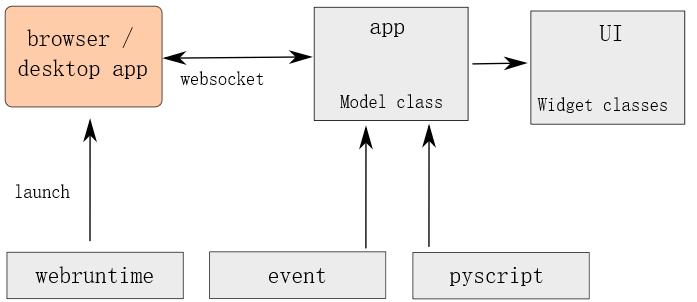 browser /
desktop app
websocket
app
Model class
UI
Widget classes
launch
webruntime
event
pyscript